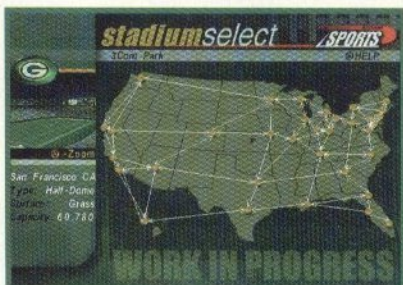 stadiumselect
SPORTS
3Com Park
HELP
G
-Zoom
San Francisco CA
Type: Half-Dome
Surface: Grass
Capacity: 60,780
WORK IN PROGRESS